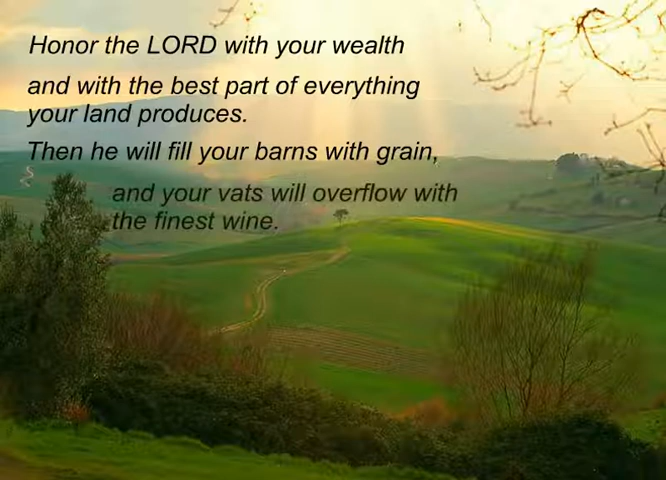 Honor the LORD with your wealth
and with the best part of everything
your land produces.
Then he will fill your barns with grain,
and your vats will overflow with
the finest wine.